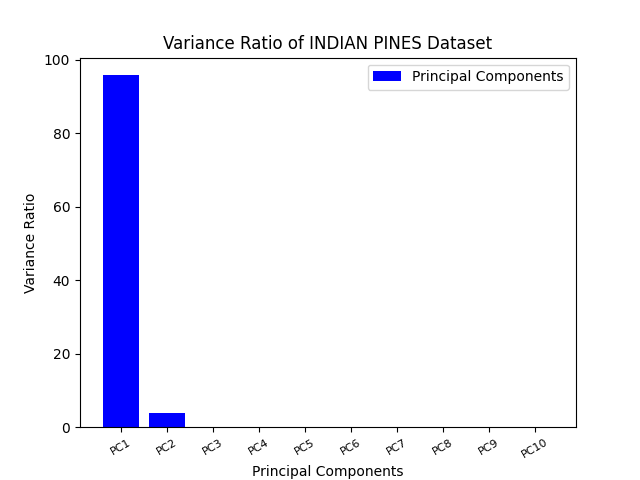 Variance Ratio of INDIAN PINES Dataset
Principal Components
100
80
60
40
20
0
Variance Ratio
PC1 PC2 PC3 PC4 PC5 PC6 PC7 PC8 PC9 PC10
Principal Components